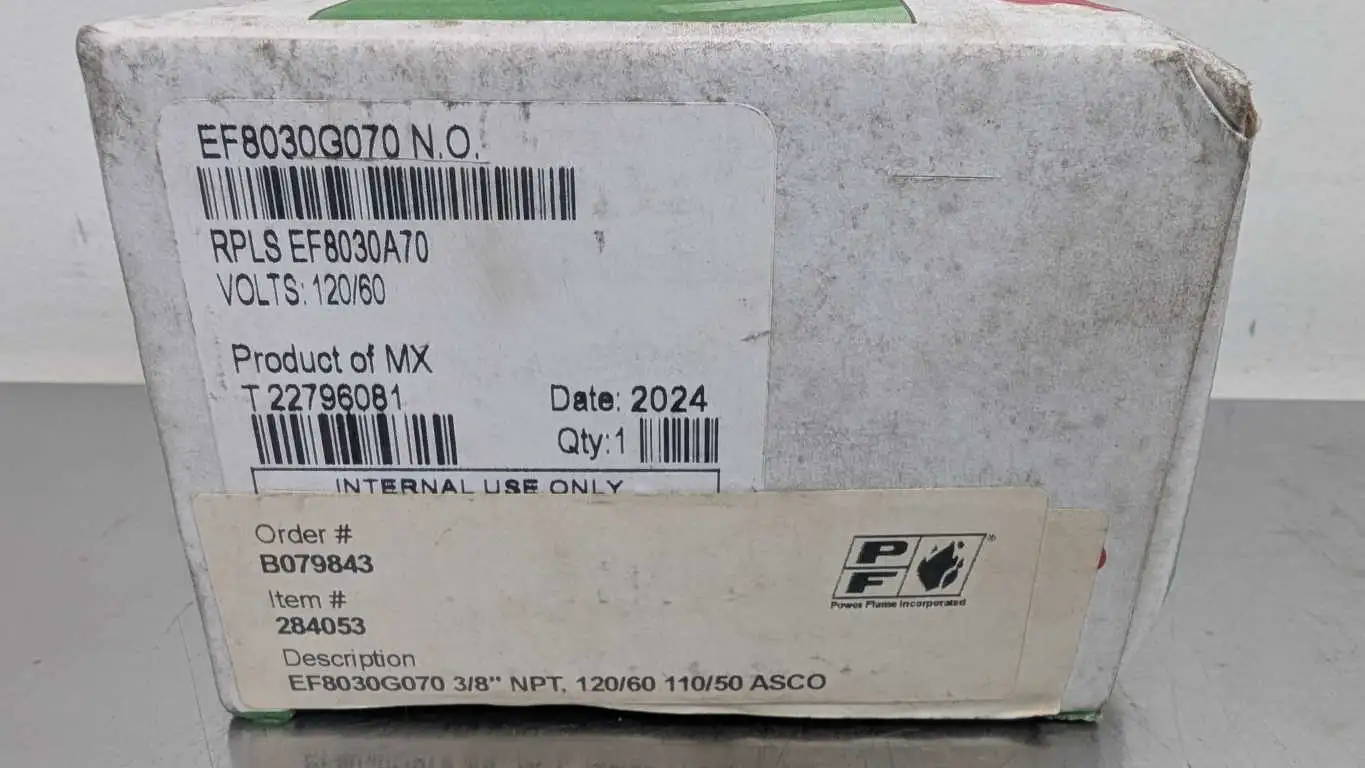 EF8030G070 N.O.
RPLS EF8030A70
VOLTS: 120/60
Product of MX
T 22796081
Date: 2024
Qty: 1
INTERNAL USE ONLY
Order #
B079843
Item #
284053
Description
EF8030G070 3/8" NPT, 120/60 110/50 ASCO
PF
®
Power Flame Incorporated